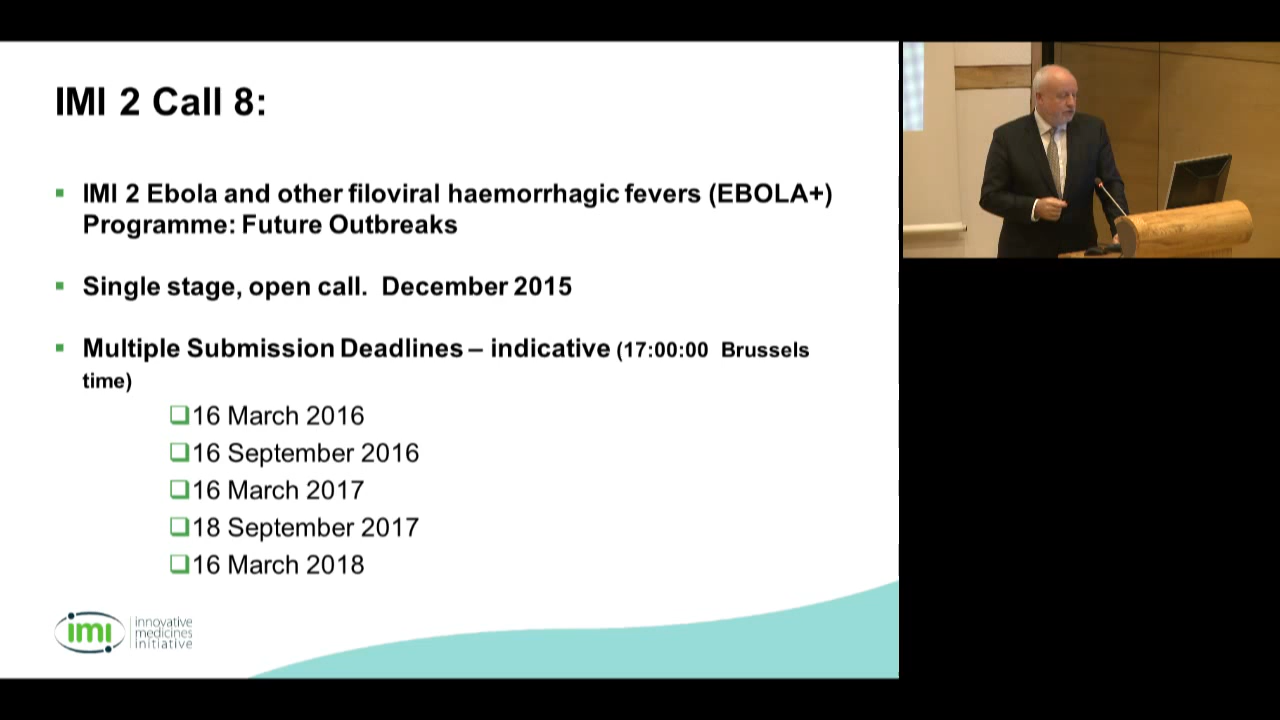 IMI 2 Call 8:
IMI 2 Ebola and other filoviral haemorrhagic fevers (EBOLA+)
Programme: Future Outbreaks
Single stage, open call. December 2015
Multiple Submission Deadlines – indicative (17:00:00 Brussels
time)
16 March 2016
16 September 2016
16 March 2017
18 September 2017
16 March 2018
imi
innovative
medicines
initiative